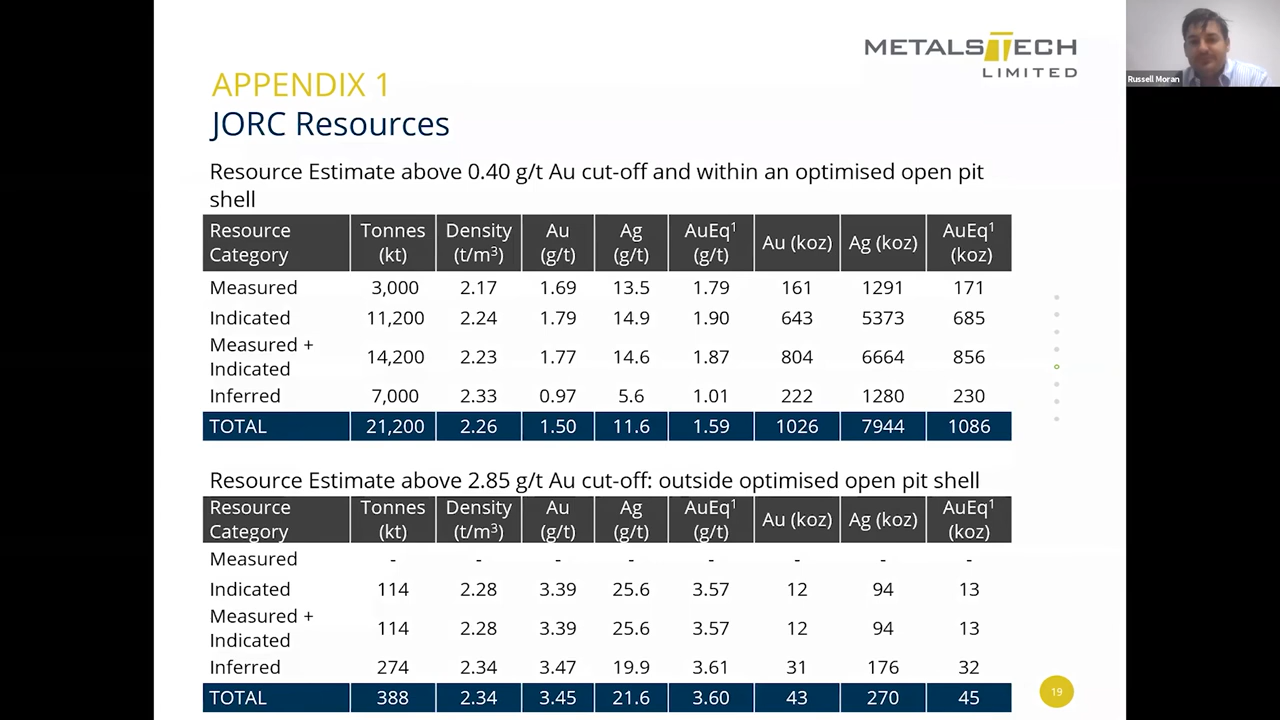 METALSTECH
LIMITED
Russell Moran
APPENDIX 1
JORC Resources
Resource Estimate above 0.40 g/t Au cut-off and within an optimised open pit
shell
Resource Category Tonnes (kt) Density (t/m³) Au (g/t) Ag (g/t) AuEq¹ (g/t) Au (koz) Ag (koz) AuEq¹ (koz)
Measured 3,000 2.17 1.69 13.5 1.79 161 1291 171
Indicated 11,200 2.24 1.79 14.9 1.90 643 5373 685
Measured + Indicated 14,200 2.23 1.77 14.6 1.87 804 6664 856
Inferred 7,000 2.33 0.97 5.6 1.01 222 1280 230
TOTAL 21,200 2.26 1.50 11.6 1.59 1026 7944 1086
Resource Estimate above 2.85 g/t Au cut-off: outside optimised open pit shell
Resource Category Tonnes (kt) Density (t/m³) Au (g/t) Ag (g/t) AuEq¹ (g/t) Au (koz) Ag (koz) AuEq¹ (koz)
Measured - - - - - - - -
Indicated 114 2.28 3.39 25.6 3.57 12 94 13
Measured + Indicated 114 2.28 3.39 25.6 3.57 12 94 13
Inferred 274 2.34 3.47 19.9 3.61 31 176 32
TOTAL 388 2.34 3.45 21.6 3.60 43 270 45
19